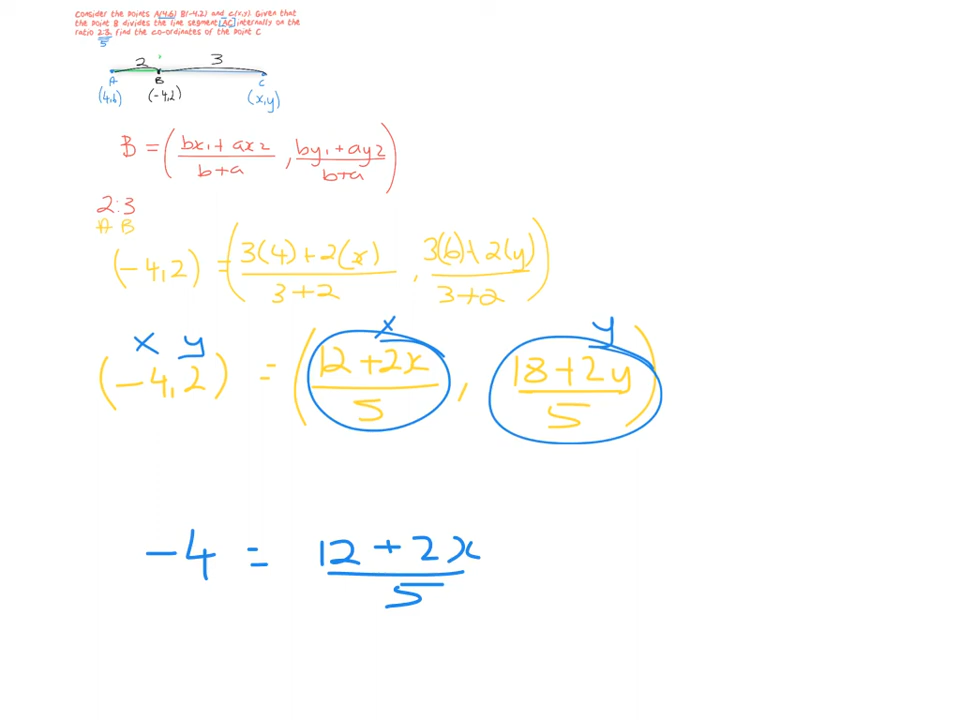 Consider the points A(4,6) B(-4,2) and c(x,y). Given that
the point B divides the line segment [AC] internally on the
ratio 2:3. find the co-ordinates of the point C
5
2 3
A B C
(4,6) (-4,2) (x,y)
B = (bx1 + ax2 / b+a , by1 + ay2 / b+a)
2:3
A B
(-4,2) = (3(4)+2(x) / 3+2 , 3(6)+2(y) / 3+2)
x y x y
(-4,2) = (12 + 2x / 5 , 18 + 2y / 5)
-4 = 12 + 2x / 5